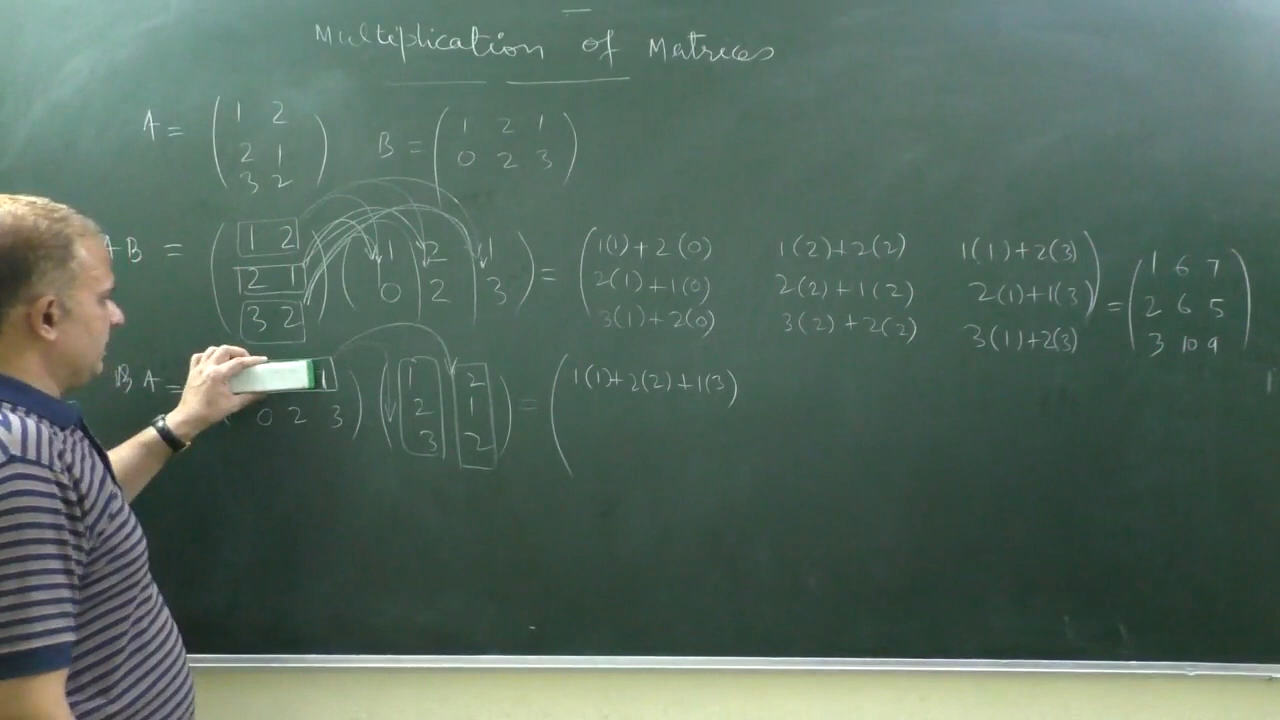 Multiplication of Matrices
A = ( 1 2 B = ( 1 2 1
2 1 0 2 3 )
3 2 )
AB = ( 1 2 ( 1 2 1 ) = ( 1(1)+2(0) 1(2)+2(2) 1(1)+2(3) ) = ( 1 6 7
2 1 0 2 3 2(1)+1(0) 2(2)+1(2) 2(1)+1(3) 2 6 5
3 2 ) 3(1)+2(0) 3(2)+2(2) 3(1)+2(3) 3 10 9 )
BA = 1 ) ( 1 2 ) = ( 1(1)+2(2)+1(3)
0 2 3 2 1
3 2